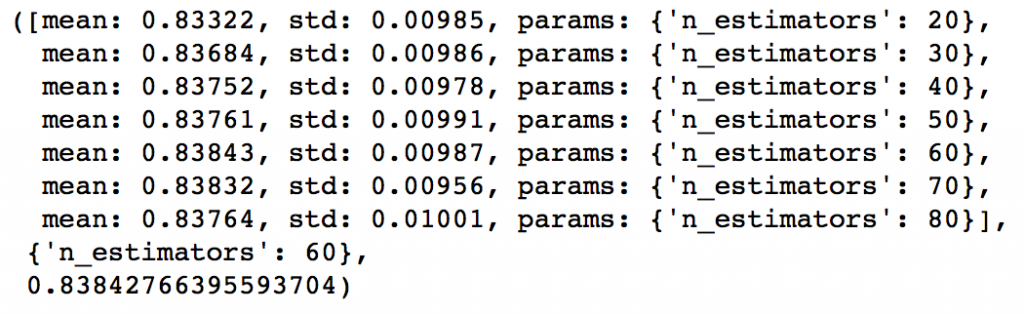 ([mean: 0.83322, std: 0.00985, params: {'n_estimators': 20},
mean: 0.83684, std: 0.00986, params: {'n_estimators': 30},
mean: 0.83752, std: 0.00978, params: {'n_estimators': 40},
mean: 0.83761, std: 0.00991, params: {'n_estimators': 50},
mean: 0.83843, std: 0.00987, params: {'n_estimators': 60},
mean: 0.83832, std: 0.00956, params: {'n_estimators': 70},
mean: 0.83764, std: 0.01001, params: {'n_estimators': 80}],
{'n_estimators': 60},
0.83842766395593704)